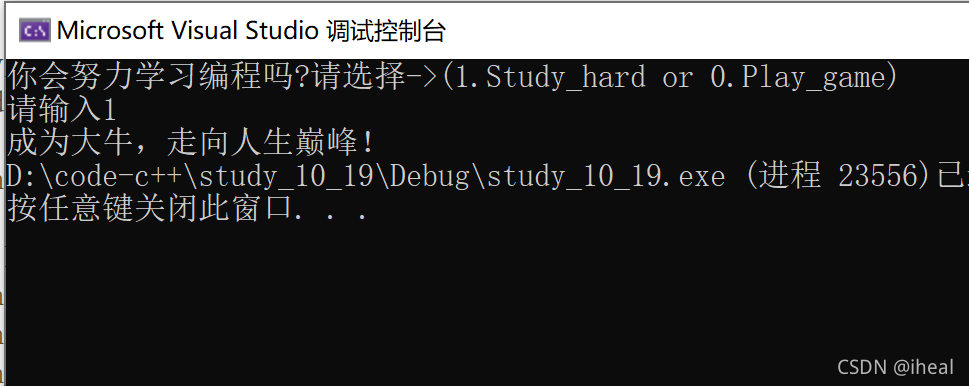 Microsoft Visual Studio 调试控制台
你会努力学习编程吗?请选择->(1.Study_hard or 0.Play_game)
请输入1
成为大牛，走向人生巅峰!
D:\code-c++\study_10_19\Debug\study_10_19.exe (进程 23556)已
按任意键关闭此窗口. . .
CSDN @iheal